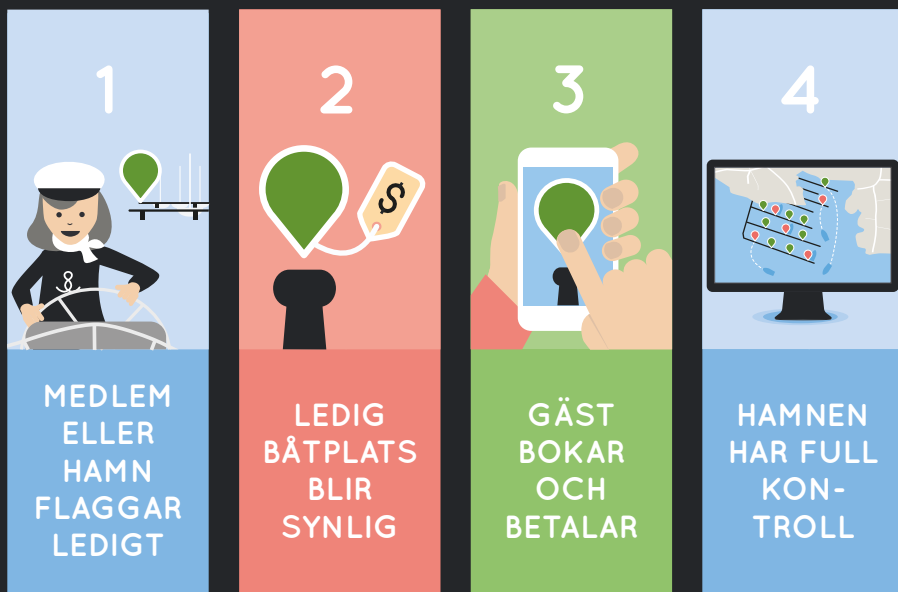 1
MEDLEM
ELLER
HAMN
FLAGGAR
LEDIGT
2
$
LEDIG
BÅTPLATS
BLIR
SYNLIG
3
GÄST
BOKAR
OCH
BETALAR
4
HAMNEN
HAR FULL
KON-
TROLL